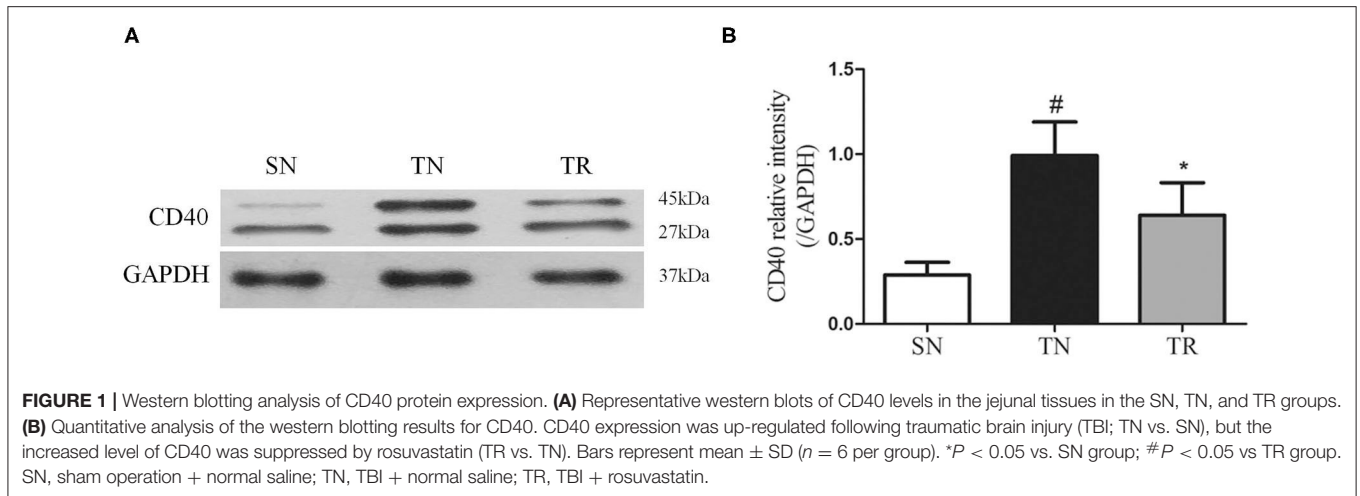 A
SN TN TR
CD40
45kDa
27kDa
GAPDH
37kDa
B
CD40 relative intensity
(/GAPDH)
1.5
1.0
0.5
0.0
#
*
SN TN TR
FIGURE 1 | Western blotting analysis of CD40 protein expression. (A) Representative western blots of CD40 levels in the jejunal tissues in the SN, TN, and TR groups.
(B) Quantitative analysis of the western blotting results for CD40. CD40 expression was up-regulated following traumatic brain injury (TBI; TN vs. SN), but the
increased level of CD40 was suppressed by rosuvastatin (TR vs. TN). Bars represent mean ± SD (n = 6 per group). *P < 0.05 vs. SN group; #P < 0.05 vs TR group.
SN, sham operation + normal saline; TN, TBI + normal saline; TR, TBI + rosuvastatin.